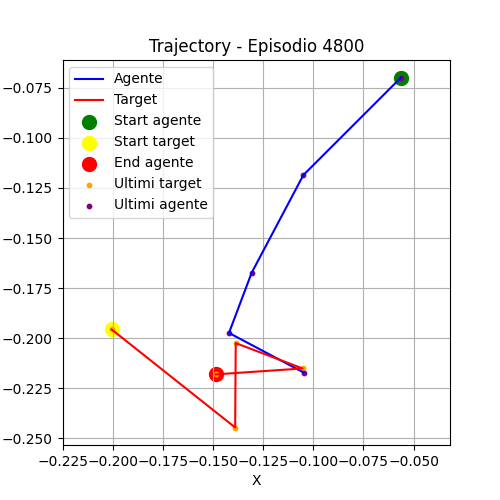 Trajectory - Episodio 4800
Agente
Target
Start agente
Start target
End agente
Ultimi target
Ultimi agente
−0.075
−0.100
−0.125
−0.150
−0.175
−0.200
−0.225
−0.250
−0.225 −0.200 −0.175 −0.150 −0.125 −0.100 −0.075 −0.050
X